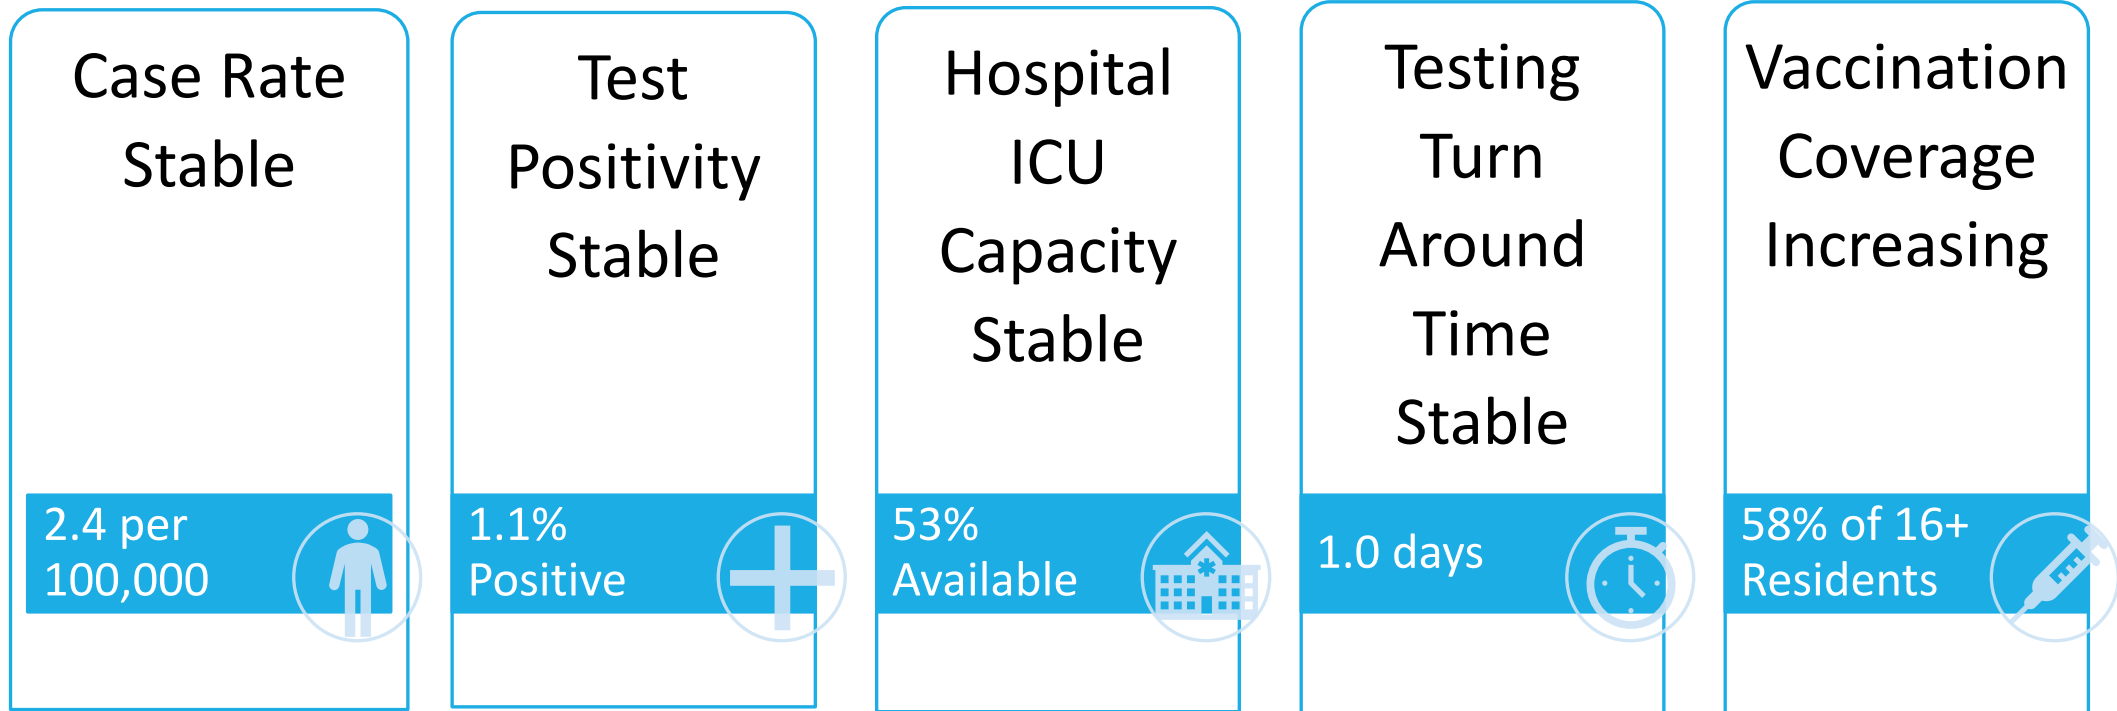 Case Rate
Stable
2.4 per
100,000
Test
Positivity
Stable
1.1%
Positive
Hospital
ICU
Capacity
Stable
53%
Available
Testing
Turn
Around
Time
Stable
1.0 days
Vaccination
Coverage
Increasing
58% of 16+
Residents